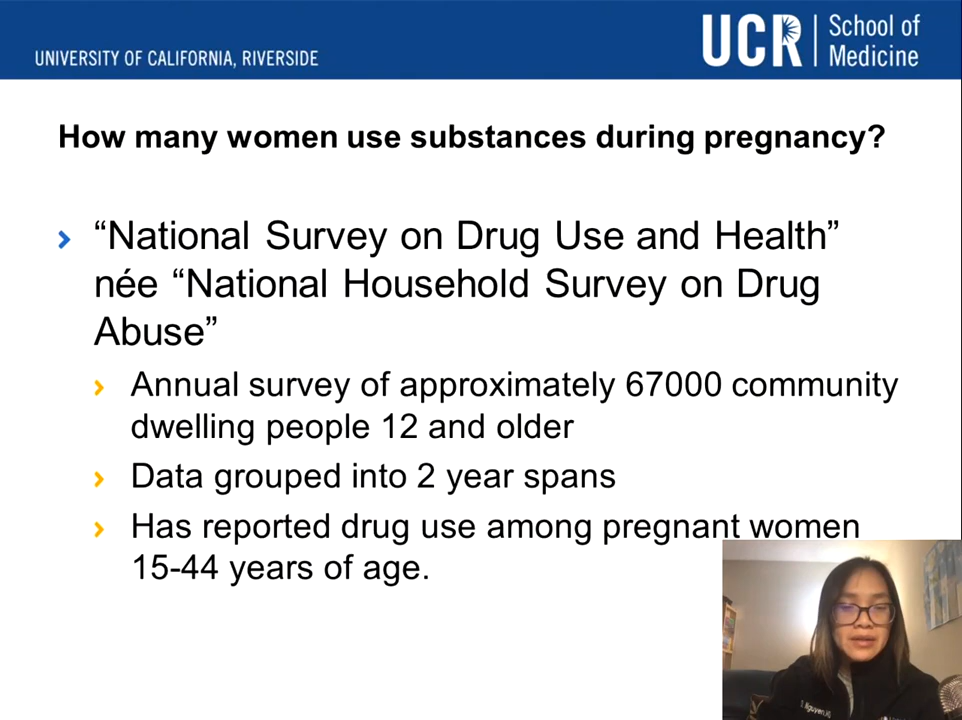 UNIVERSITY OF CALIFORNIA, RIVERSIDE
UCR School of
Medicine
How many women use substances during pregnancy?
“National Survey on Drug Use and Health”
née “National Household Survey on Drug
Abuse”
Annual survey of approximately 67000 community
dwelling people 12 and older
Data grouped into 2 year spans
Has reported drug use among pregnant women
15-44 years of age.